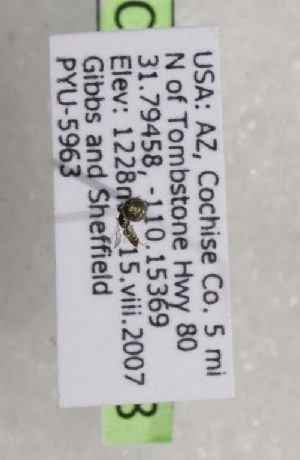 USA: AZ, Cochise Co. 5 mi
N of Tombstone Hwy 80
31.79458, -110.15369
Elev: 1228m 15.viii.2007
Gibbs and Sheffield
PYU-5963